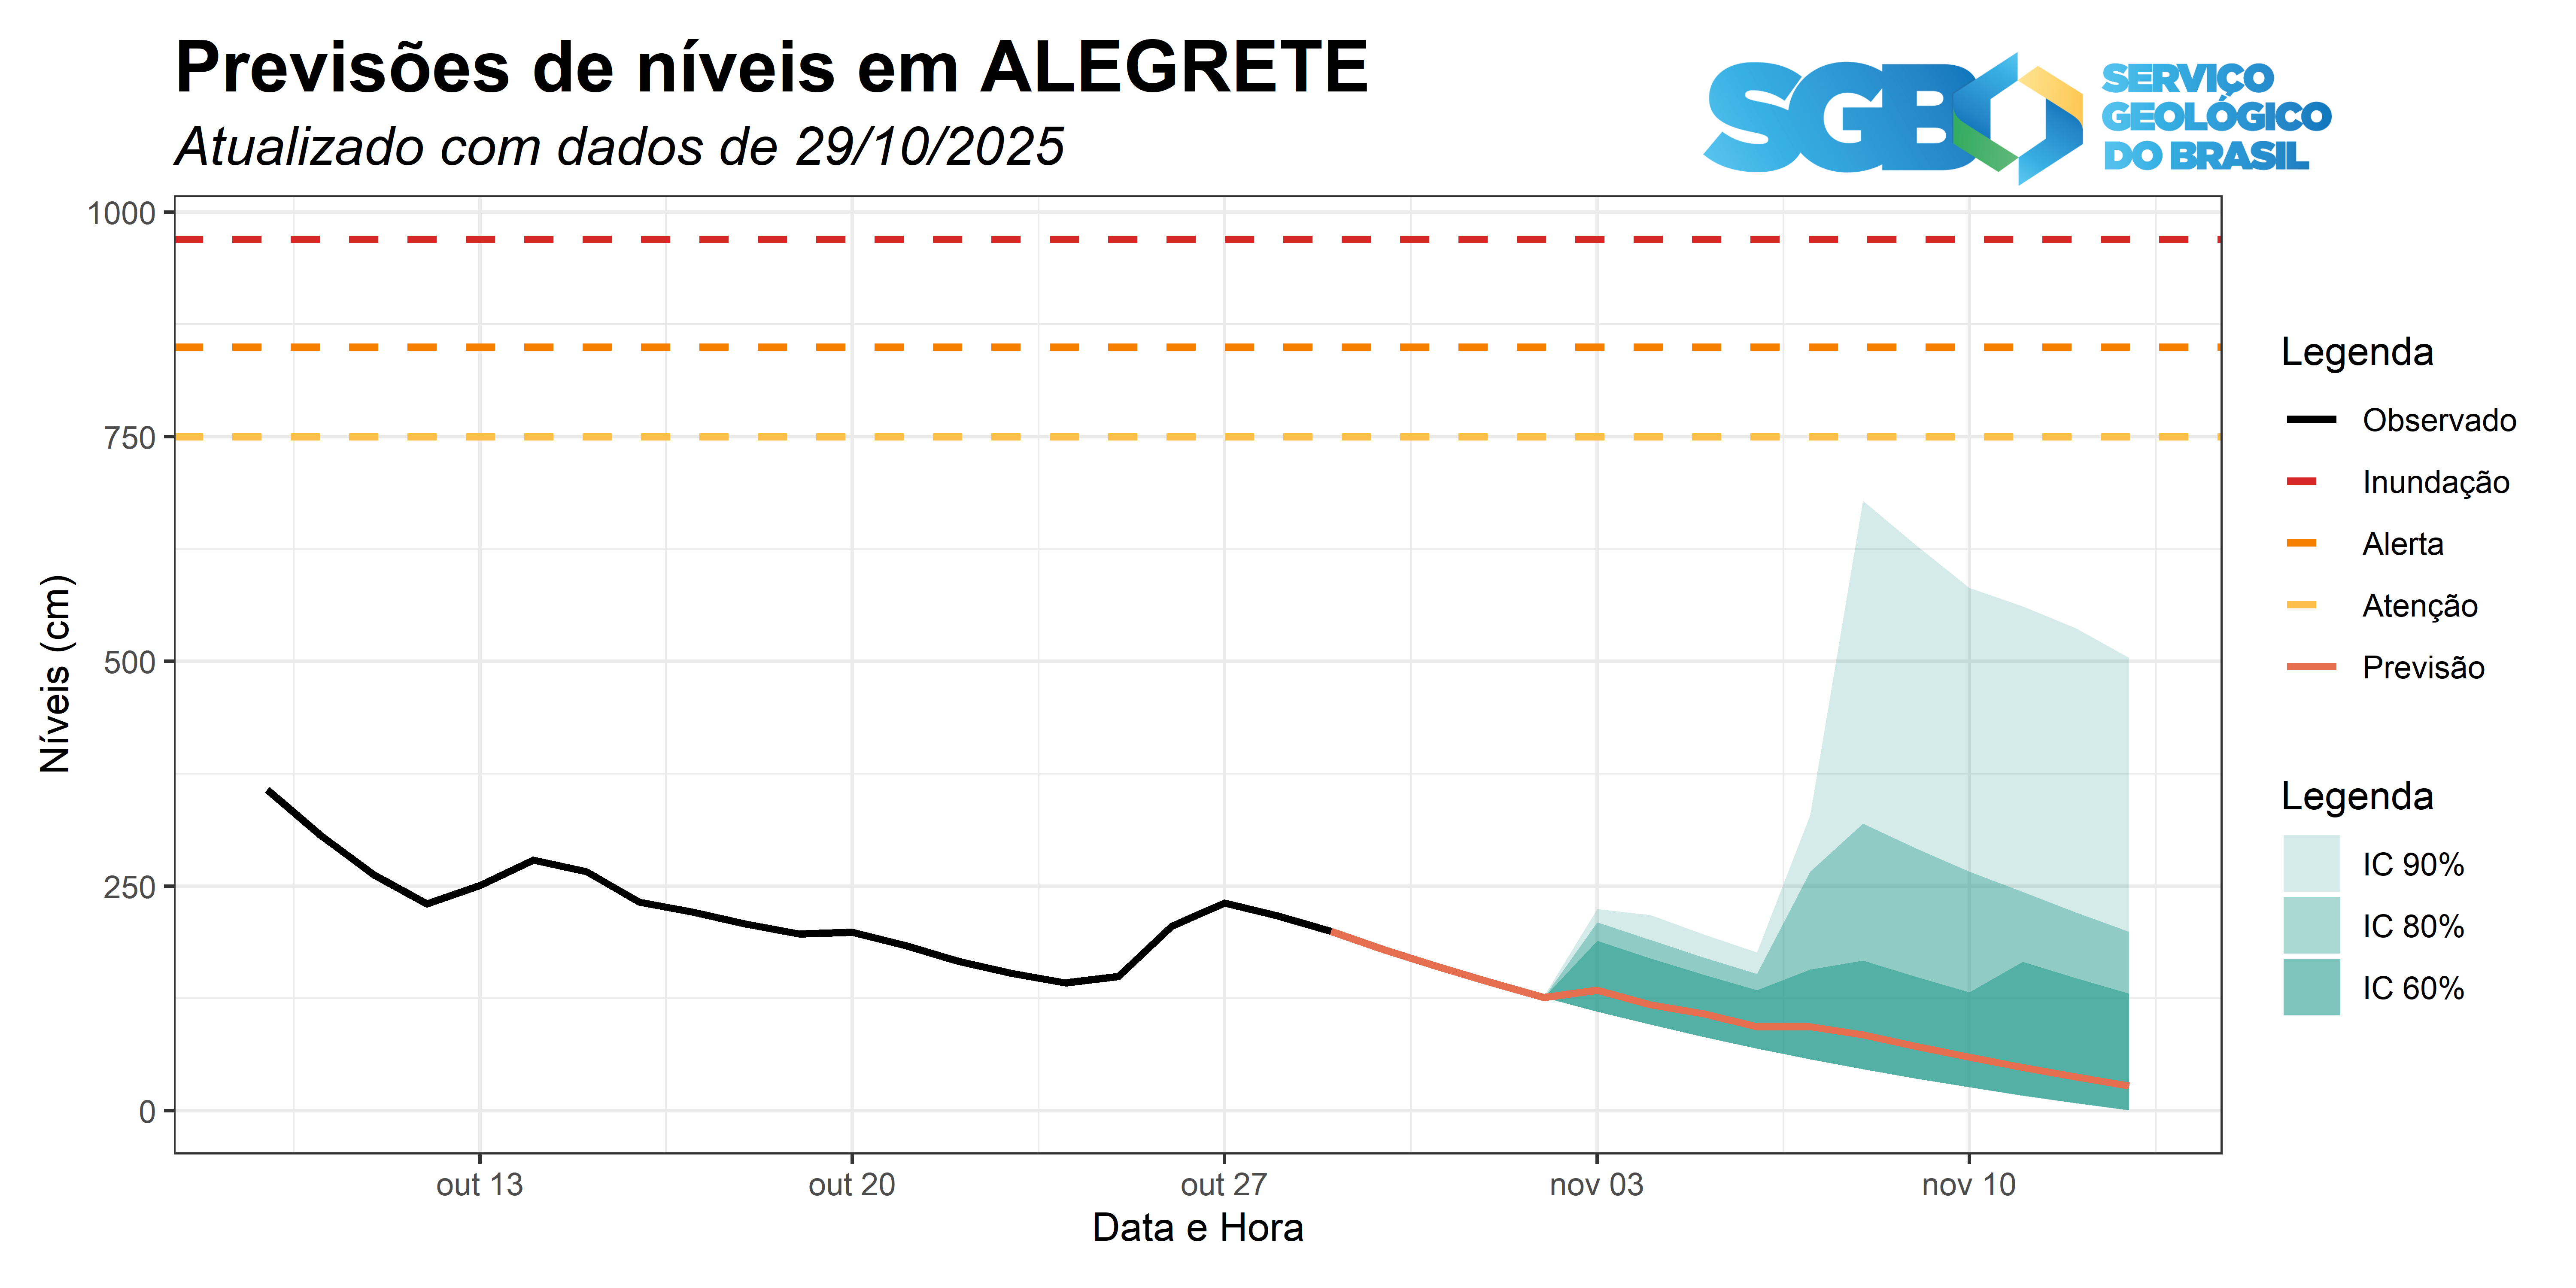 Previsões de níveis em ALEGRETE
Atualizado com dados de 29/10/2025
SGB
SERVIÇO
GEOLÓGICO
DO BRASIL
1000
750
500
250
0
Níveis (cm)
out 13
out 20
out 27
nov 03
nov 10
Data e Hora
Legenda
Observado
Inundação
Alerta
Atenção
Previsão
Legenda
IC 90%
IC 80%
IC 60%